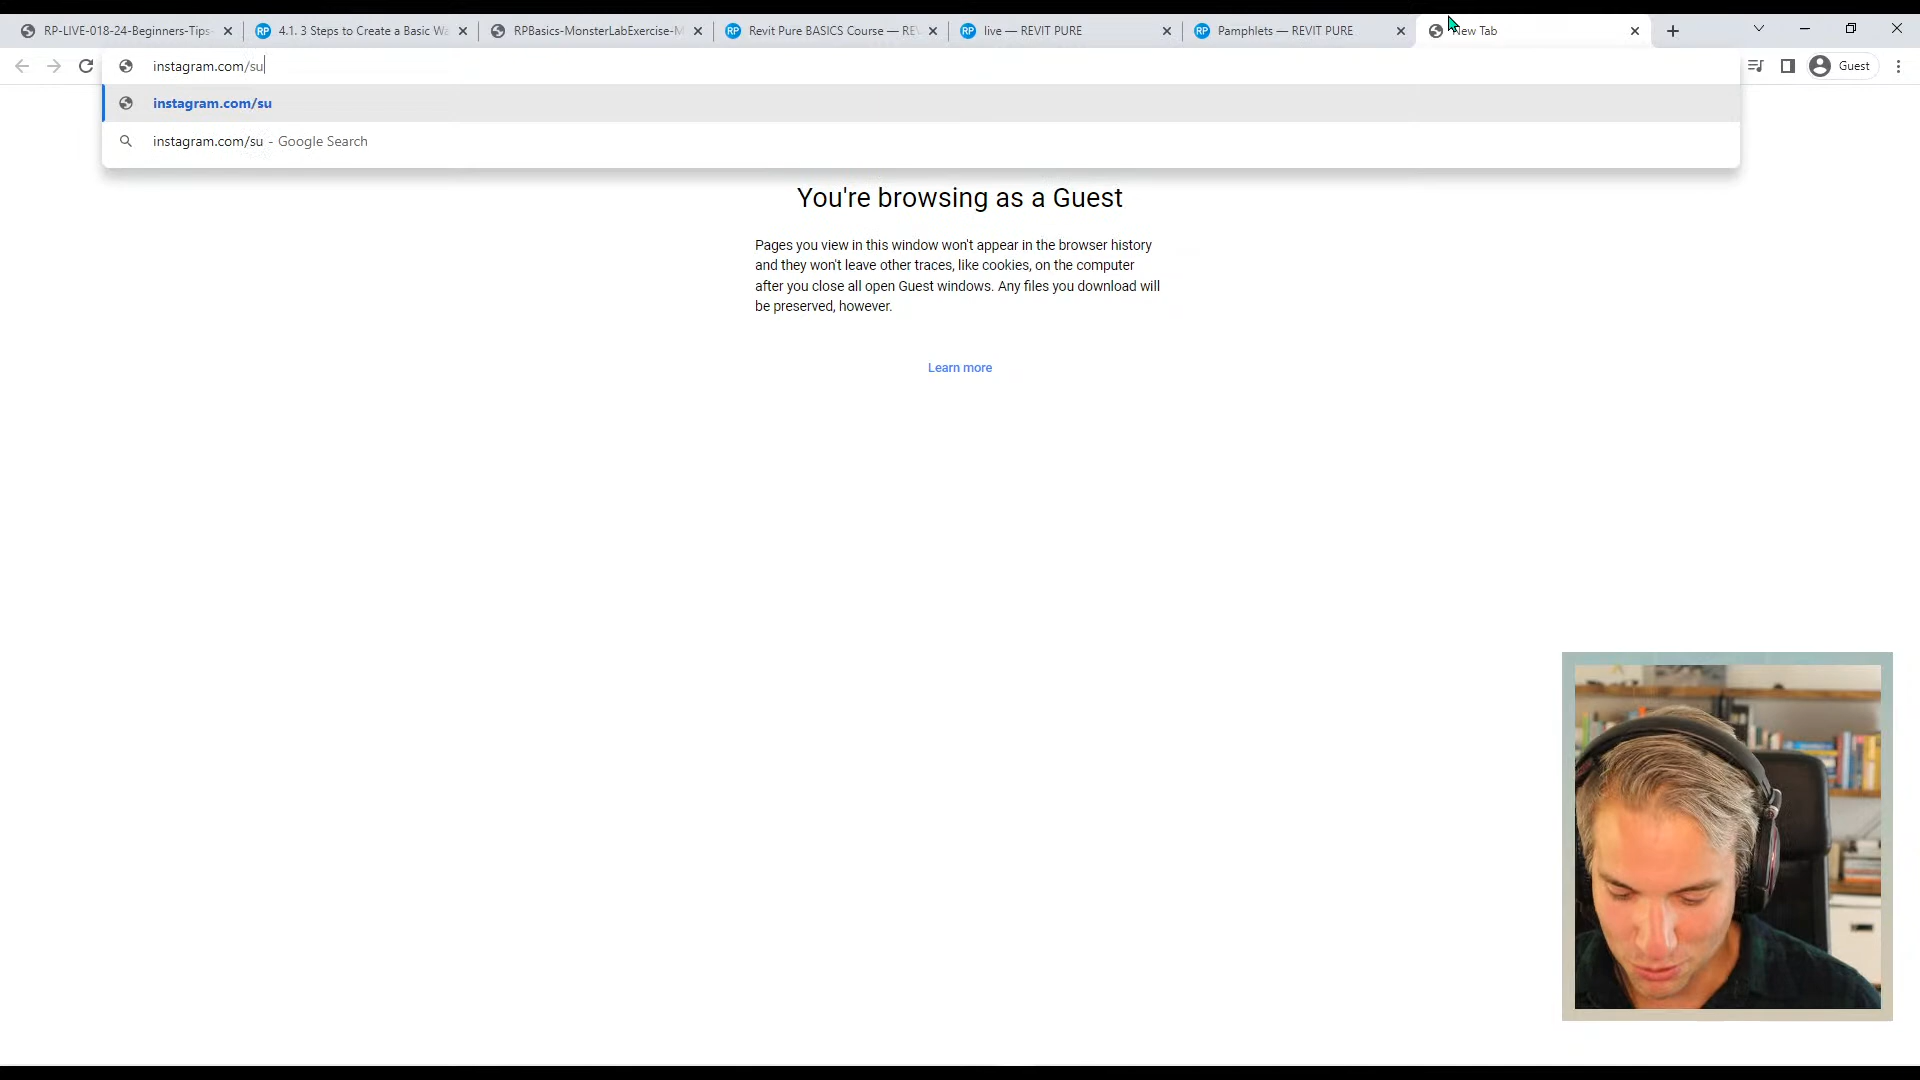 RP-LIVE-018-24-Beginners-Tips-
4.1. 3 Steps to Create a Basic Wa
RPBasics-MonsterLabExercise-M
Revit Pure BASICS Course — REV
live — REVIT PURE
Pamphlets — REVIT PURE
New Tab
instagram.com/su
Guest
instagram.com/su
instagram.com/su - Google Search
You're browsing as a Guest
Pages you view in this window won't appear in the browser history
and they won't leave other traces, like cookies, on the computer
after you close all open Guest windows. Any files you download will
be preserved, however.
Learn more